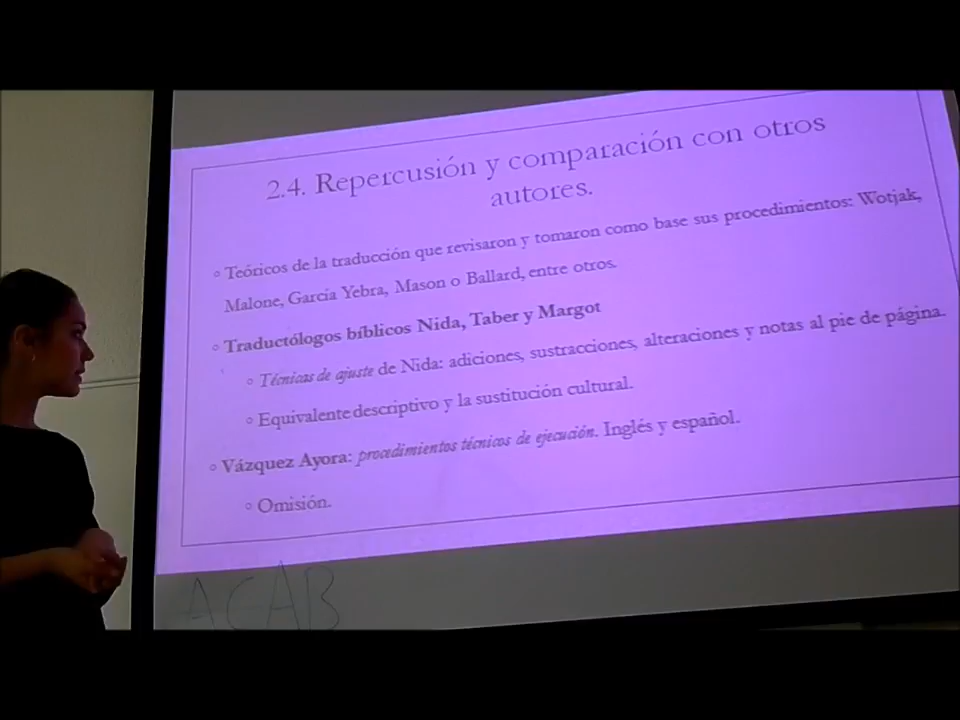 2.4. Repercusión y comparación con otros
autores.
Teóricos de la traducción que revisaron y tomaron como base sus procedimientos: Wotjak,
Malone, García Yebra, Mason o Ballard, entre otros.
Traductólogos bíblicos Nida, Taber y Margot
Técnicas de ajuste de Nida: adiciones, sustracciones, alteraciones y notas al pie de página.
Equivalente descriptivo y la sustitución cultural.
Vázquez Ayora: procedimientos técnicos de ejecución. Inglés y español.
Omisión.
ACAB